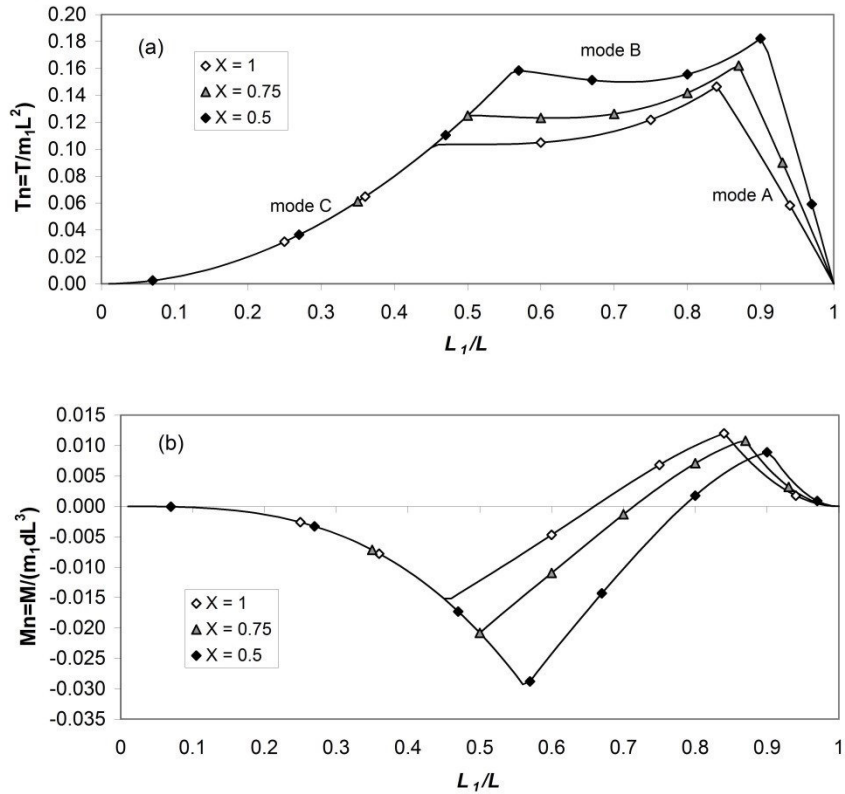 (a)
X = 1
X = 0.75
X = 0.5
mode B
mode C
mode A
Tn=T/m₁L²
0.20
0.18
0.16
0.14
0.12
0.10
0.08
0.06
0.04
0.02
0.00
0 0.1 0.2 0.3 0.4 0.5 0.6 0.7 0.8 0.9 1
L₁/L
(b)
Mn=M/(m₁dL³)
0.015
0.010
0.005
0.000
-0.005
-0.010
-0.015
-0.020
-0.025
-0.030
-0.035
X = 1
X = 0.75
X = 0.5
0 0.1 0.2 0.3 0.4 0.5 0.6 0.7 0.8 0.9 1
L₁/L